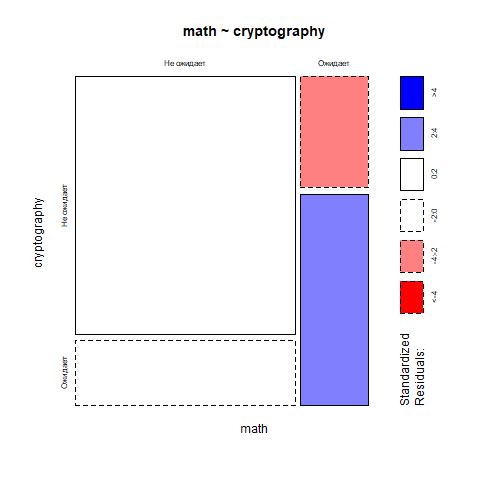 math ~ cryptography
Не ожидает
Ожидает
Не ожидает
Ожидает
cryptography
math
>4
2:4
0:2
-2:0
-4:-2
<-4
Standardized
Residuals: